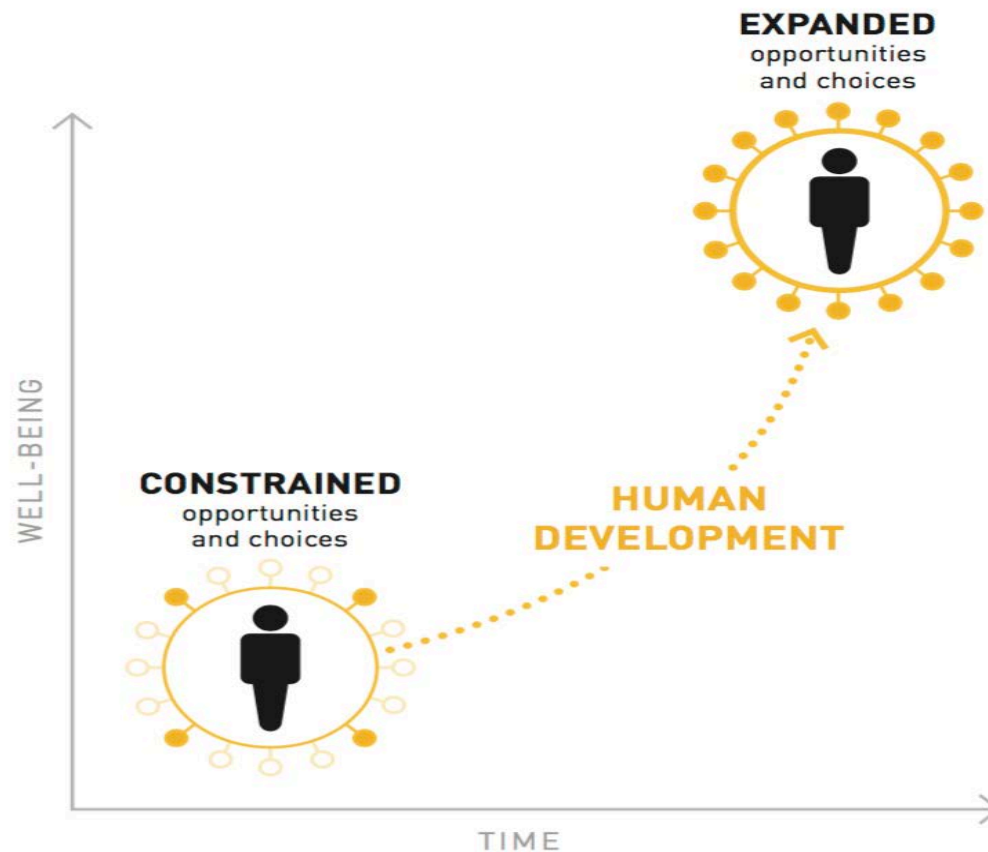 EXPANDED
opportunities
and choices
WELL-BEING
CONSTRAINED
opportunities
and choices
HUMAN
DEVELOPMENT
TIME